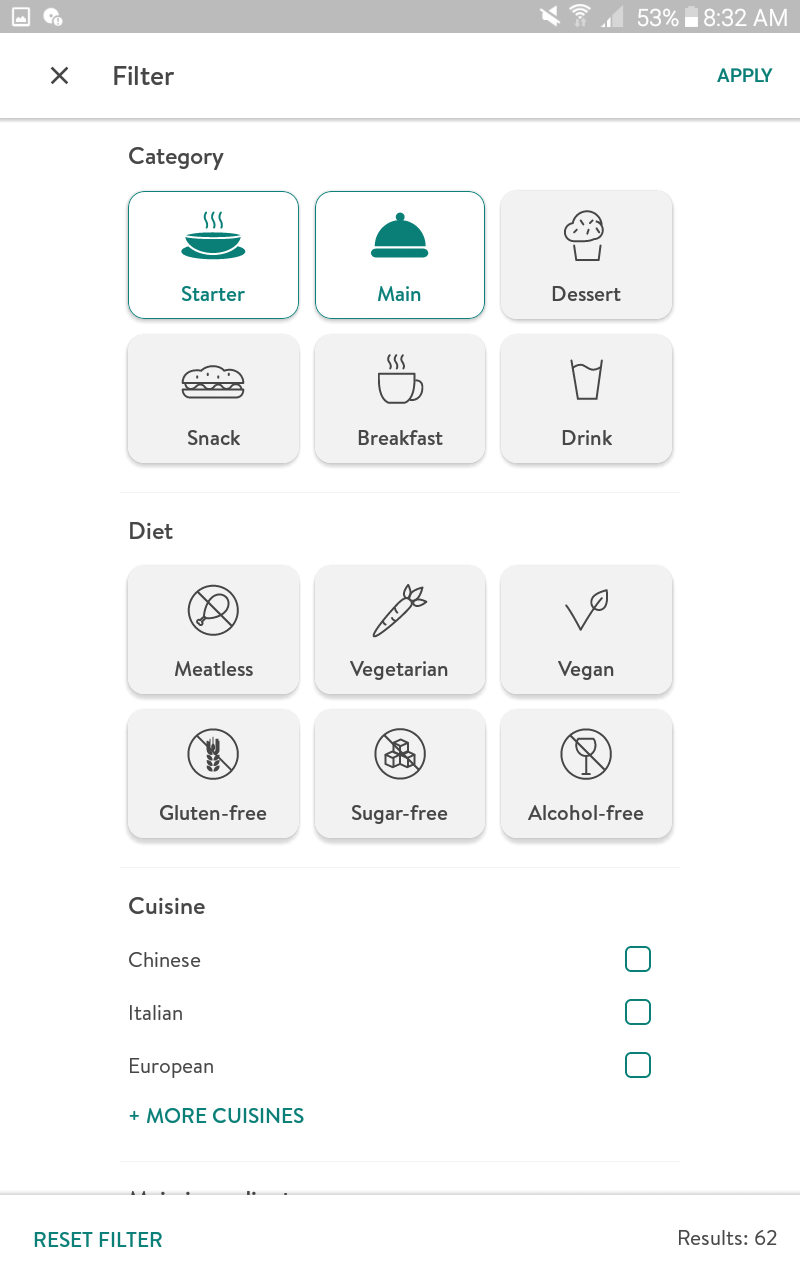 53% 8:32 AM
Filter APPLY
Category
Starter Main Dessert
Snack Breakfast Drink
Diet
Meatless Vegetarian Vegan
Gluten-free Sugar-free Alcohol-free
Cuisine
Chinese
Italian
European
+ MORE CUISINES
RESET FILTER Results: 62